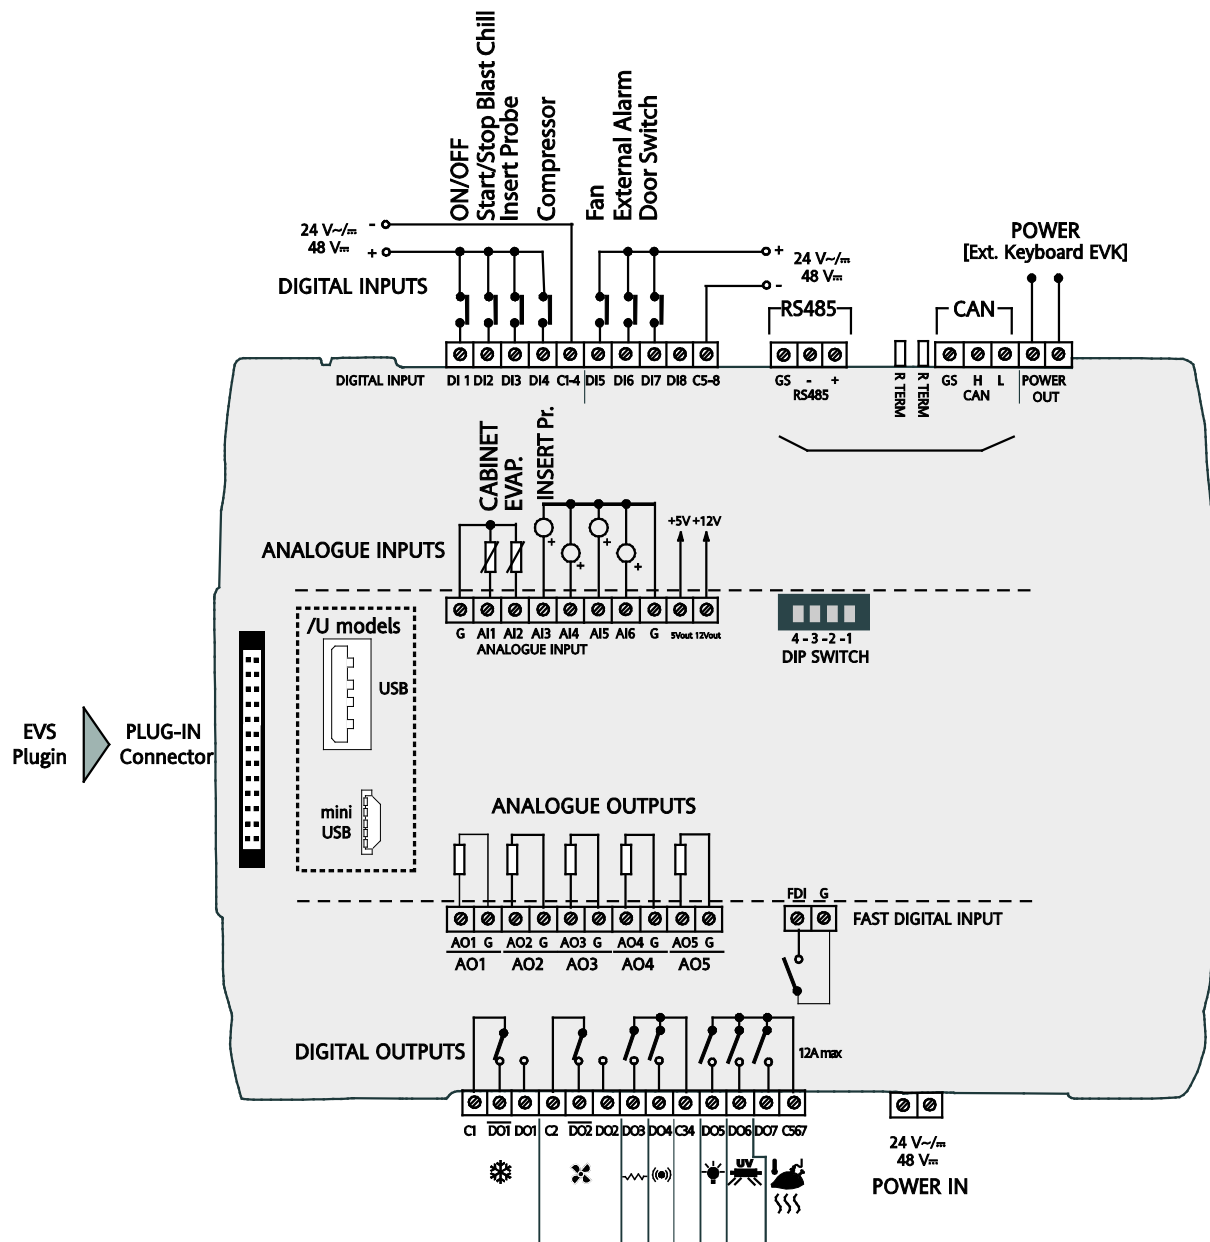 ON/OFF
Start/Stop Blast Chill
Insert Probe
Compressor
Fan
External Alarm
Door Switch
24 V~/⎓ -
48 V⎓ +
DIGITAL INPUTS
+ 24 V~/⎓
48 V⎓
-
RS485
CAN
POWER
[Ext. Keyboard EVK]
DIGITAL INPUT DI 1 DI2 DI3 DI4 C1-4 DI5 DI6 DI7 DI8 C5-8
GS - +
RS485
R TERM
R TERM
GS H L
CAN
POWER
OUT
CABINET
EVAP.
INSERT Pr.
+ + + +
+5V +12V
ANALOGUE INPUTS
G AI1 AI2 AI3 AI4 AI5 AI6 G 5Vout 12Vout
ANALOGUE INPUT
4 - 3 - 2 - 1
DIP SWITCH
/U models
USB
mini
USB
EVS
Plugin
PLUG-IN
Connector
ANALOGUE OUTPUTS
AO1 G AO2 G AO3 G AO4 G AO5 G
AO1 AO2 AO3 AO4 AO5
FDI G
FAST DIGITAL INPUT
DIGITAL OUTPUTS
12A max
C1 D̅O̅1̅ DO1 C2 D̅O̅2̅ DO2 DO3 DO4 C34 DO5 DO6 DO7 C567
UV
24 V~/⎓
48 V⎓
POWER IN